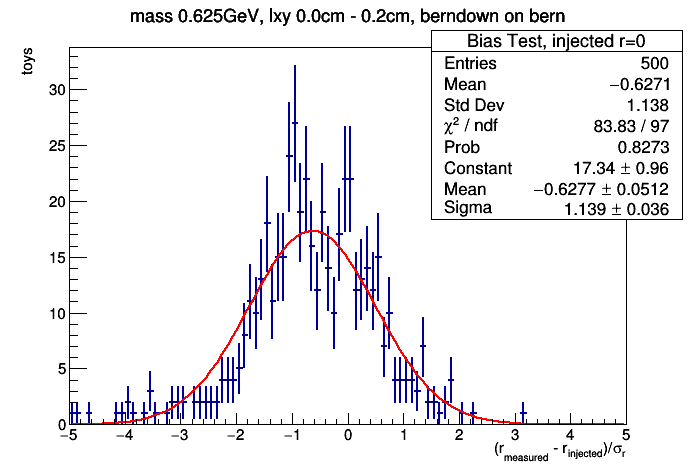 mass 0.625GeV, lxy 0.0cm - 0.2cm, berndown on bern
toys
Bias Test, injected r=0
Entries 500
Mean −0.6271
Std Dev 1.138
χ² / ndf 83.83 / 97
Prob 0.8273
Constant 17.34 ± 0.96
Mean −0.6277 ± 0.0512
Sigma 1.139 ± 0.036
30
25
20
15
10
5
0
−5 −4 −3 −2 −1 0 1 2 3 4 5
(r_measured - r_injected)/σ_r